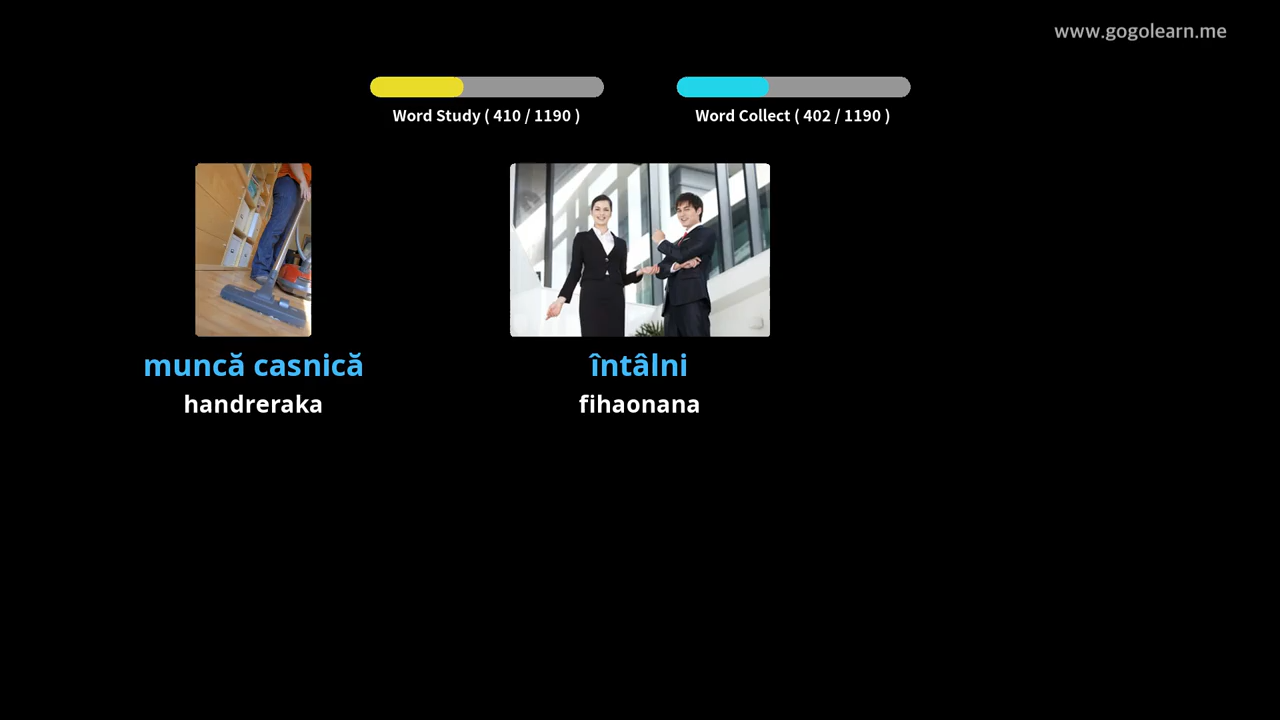 www.gogolearn.me
Word Study ( 410 / 1190 )
Word Collect ( 402 / 1190 )
muncă casnică
handreraka
întâlni
fihaonana